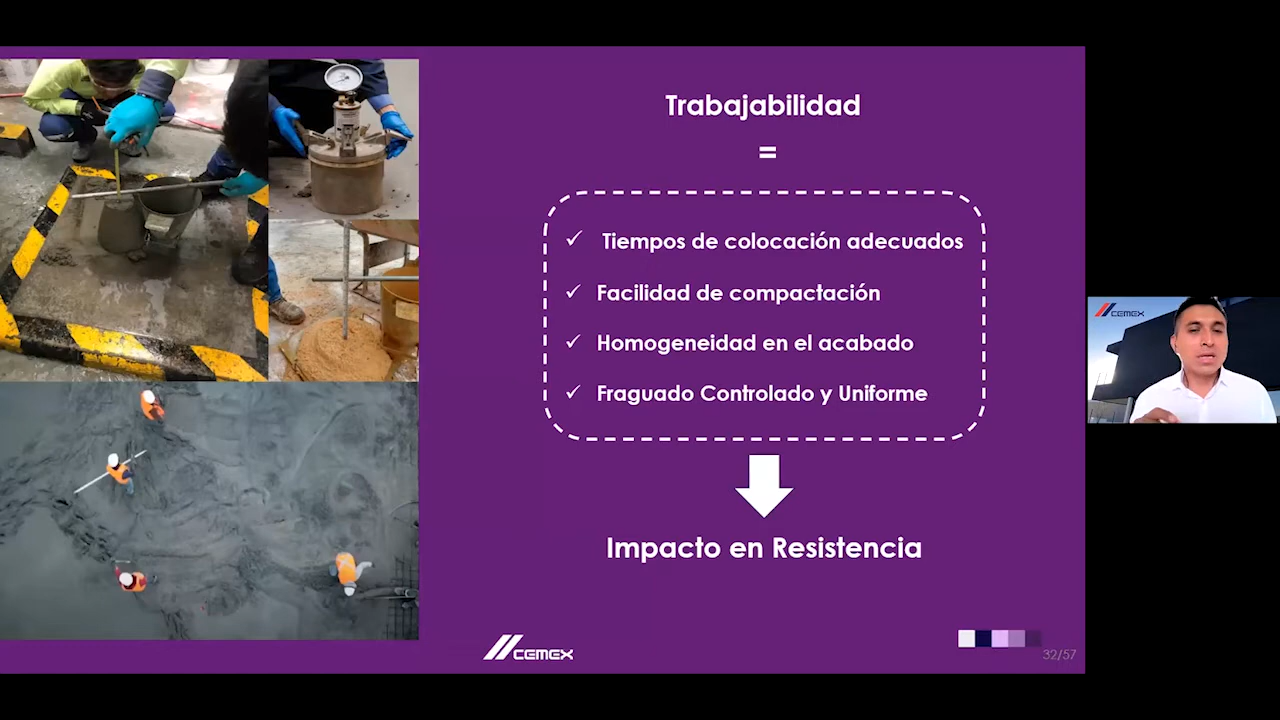 Trabajabilidad
=
✓ Tiempos de colocación adecuados
✓ Facilidad de compactación
✓ Homogeneidad en el acabado
✓ Fraguado Controlado y Uniforme
Impacto en Resistencia
CEMEX
32/57
CEMEX